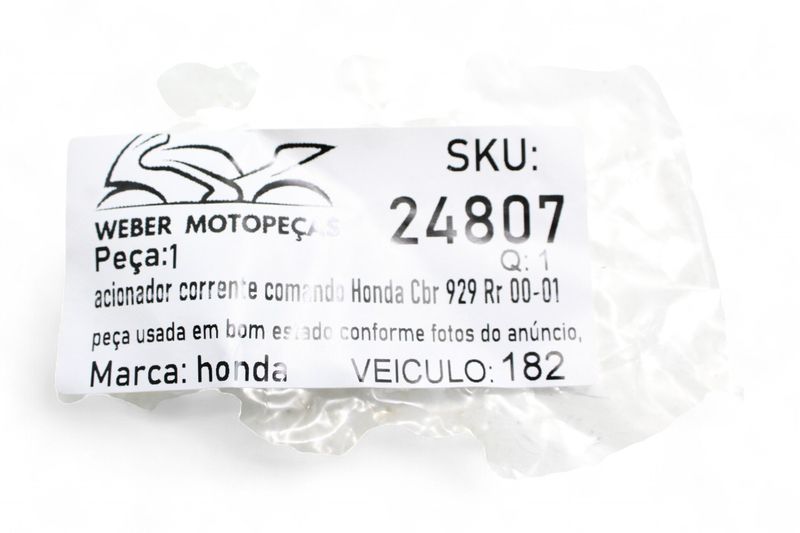 SKU:
24807
WEBER MOTOPEÇAS
Peça:1
Q: 1
acionador corrente comando Honda Cbr 929 Rr 00-01
peça usada em bom estado conforme fotos do anúncio,
Marca: honda VEICULO: 182